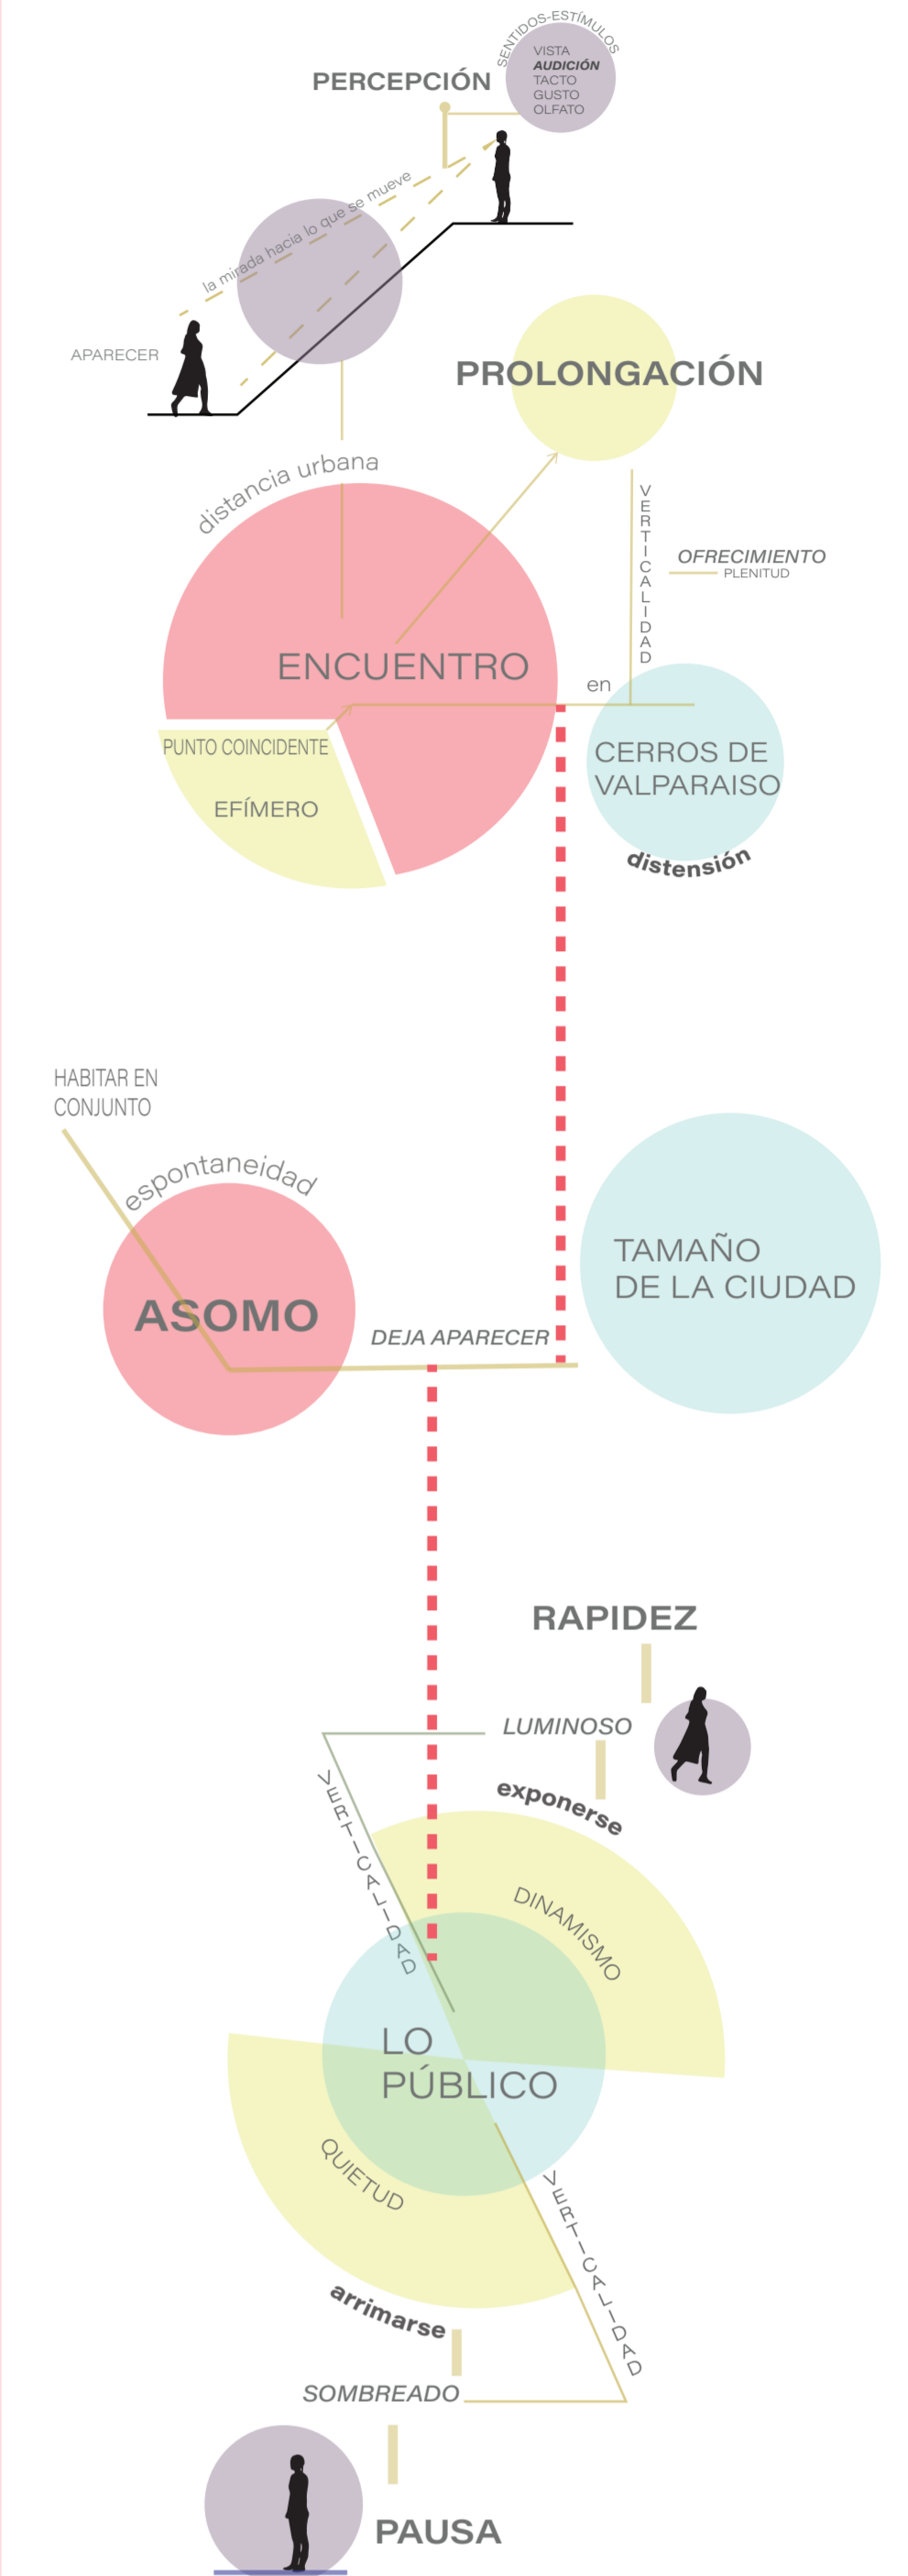 SENTIDOS-ESTÍMULOS
VISTA
AUDICIÓN
TACTO
GUSTO
OLFATO
PERCEPCIÓN
la mirada hacia lo que se mueve
APARECER
PROLONGACIÓN
distancia urbana
VERTICALIDAD
OFRECIMIENTO
PLENITUD
ENCUENTRO
en
PUNTO COINCIDENTE
EFÍMERO
CERROS DE
VALPARAISO
distensión
HABITAR EN
CONJUNTO
espontaneidad
ASOMO
TAMAÑO
DE LA CIUDAD
DEJA APARECER
RAPIDEZ
LUMINOSO
exponerse
VERTICALIDAD
DINAMISMO
LO
PÚBLICO
QUIETUD
VERTICALIDAD
arrimarse
SOMBREADO
PAUSA